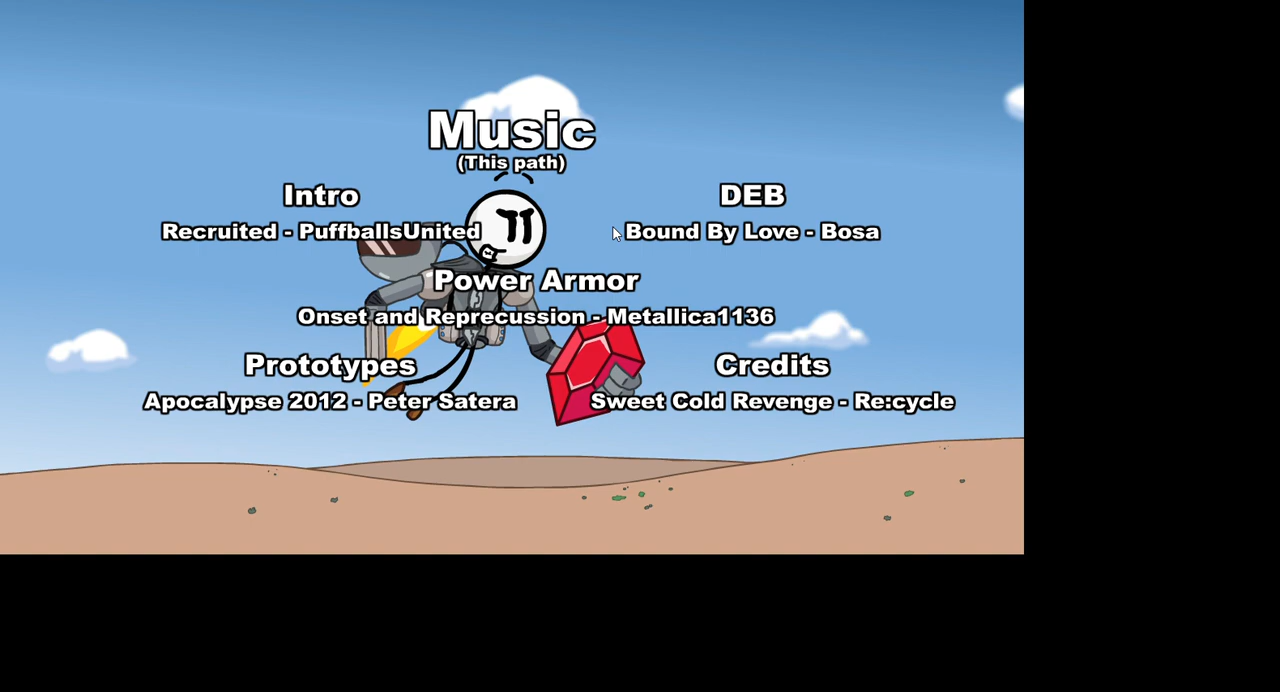 Music
(This path)
Intro
DEB
Recruited - PuffballsUnited
Bound By Love - Bosa
Power Armor
Onset and Reprecussion - Metallica1136
Prototypes
Credits
Apocalypse 2012 - Peter Satera
Sweet Cold Revenge - Re:cycle